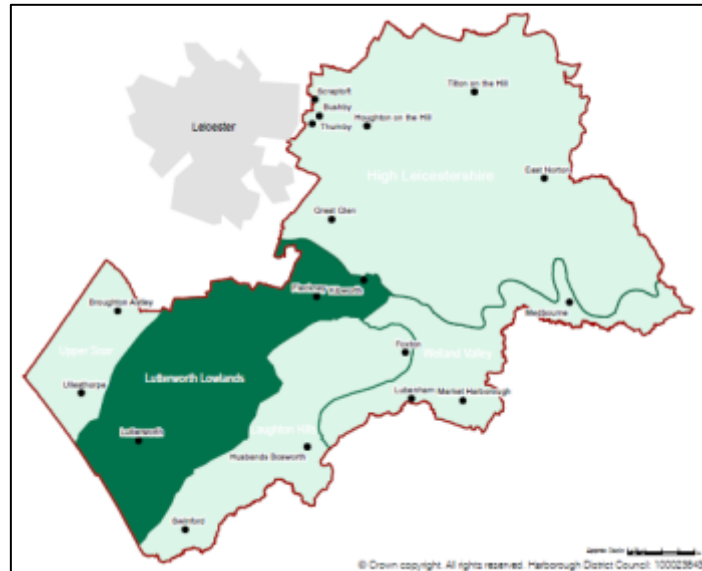 Scraptoft
Tilton on the Hill
Bushby
Leicester
Thurnby
Houghton on the Hill
High Leicestershire
East Norton
Great Glen
Fleckney
Kibworth
Broughton Astley
Medbourne
Upper Soar
Foxton
Welland Valley
Lutterworth Lowlands
Ullesthorpe
Lubenham
Market Harborough
Laughton Hills
Lutterworth
Husbands Bosworth
Swinford
© Crown copyright. All rights reserved. Harborough District Council: